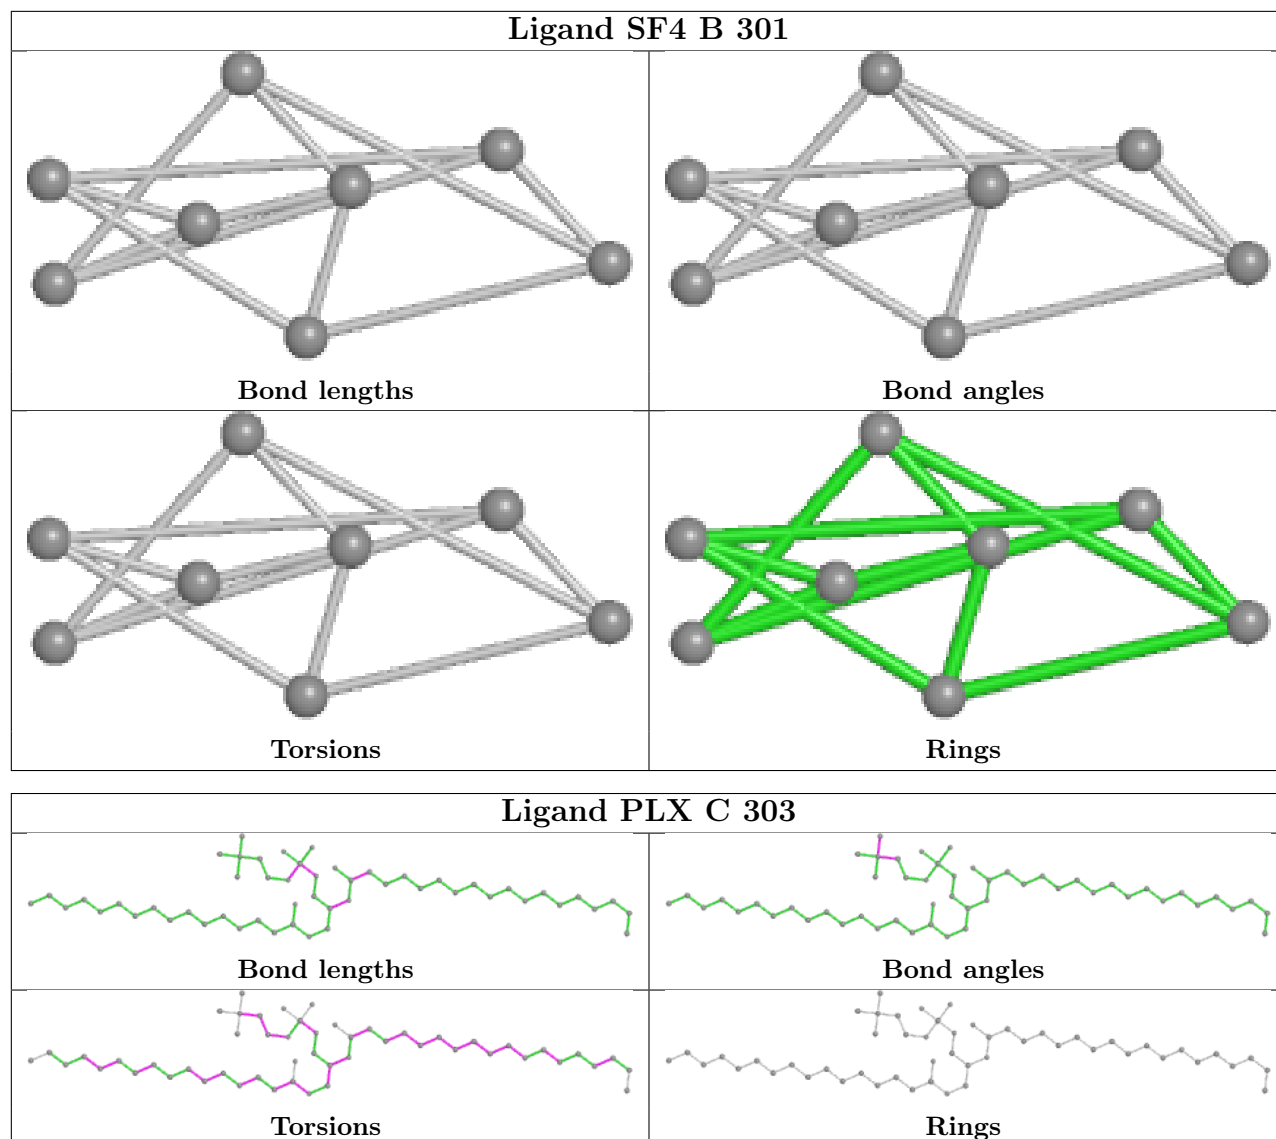 Ligand SF4 B 301
Bond lengths
Bond angles
Torsions
Rings
Ligand PLX C 303
Bond lengths
Bond angles
Torsions
Rings